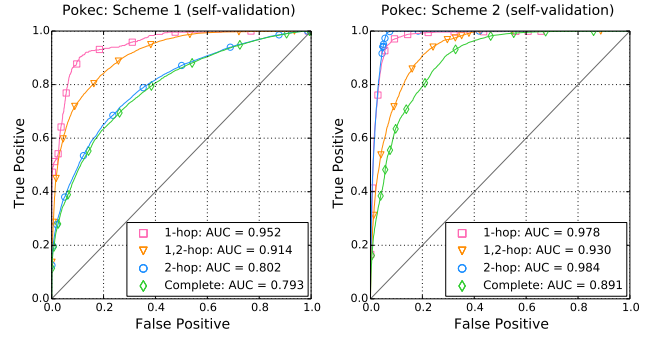 Pokec: Scheme 1 (self-validation)
1.0
0.8
0.6
0.4
0.2
0.0
True Positive
0.0 0.2 0.4 0.6 0.8 1.0
False Positive
1-hop: AUC = 0.952
1,2-hop: AUC = 0.914
2-hop: AUC = 0.802
Complete: AUC = 0.793
Pokec: Scheme 2 (self-validation)
1.0
0.8
0.6
0.4
0.2
0.0
True Positive
0.0 0.2 0.4 0.6 0.8 1.0
False Positive
1-hop: AUC = 0.978
1,2-hop: AUC = 0.930
2-hop: AUC = 0.984
Complete: AUC = 0.891